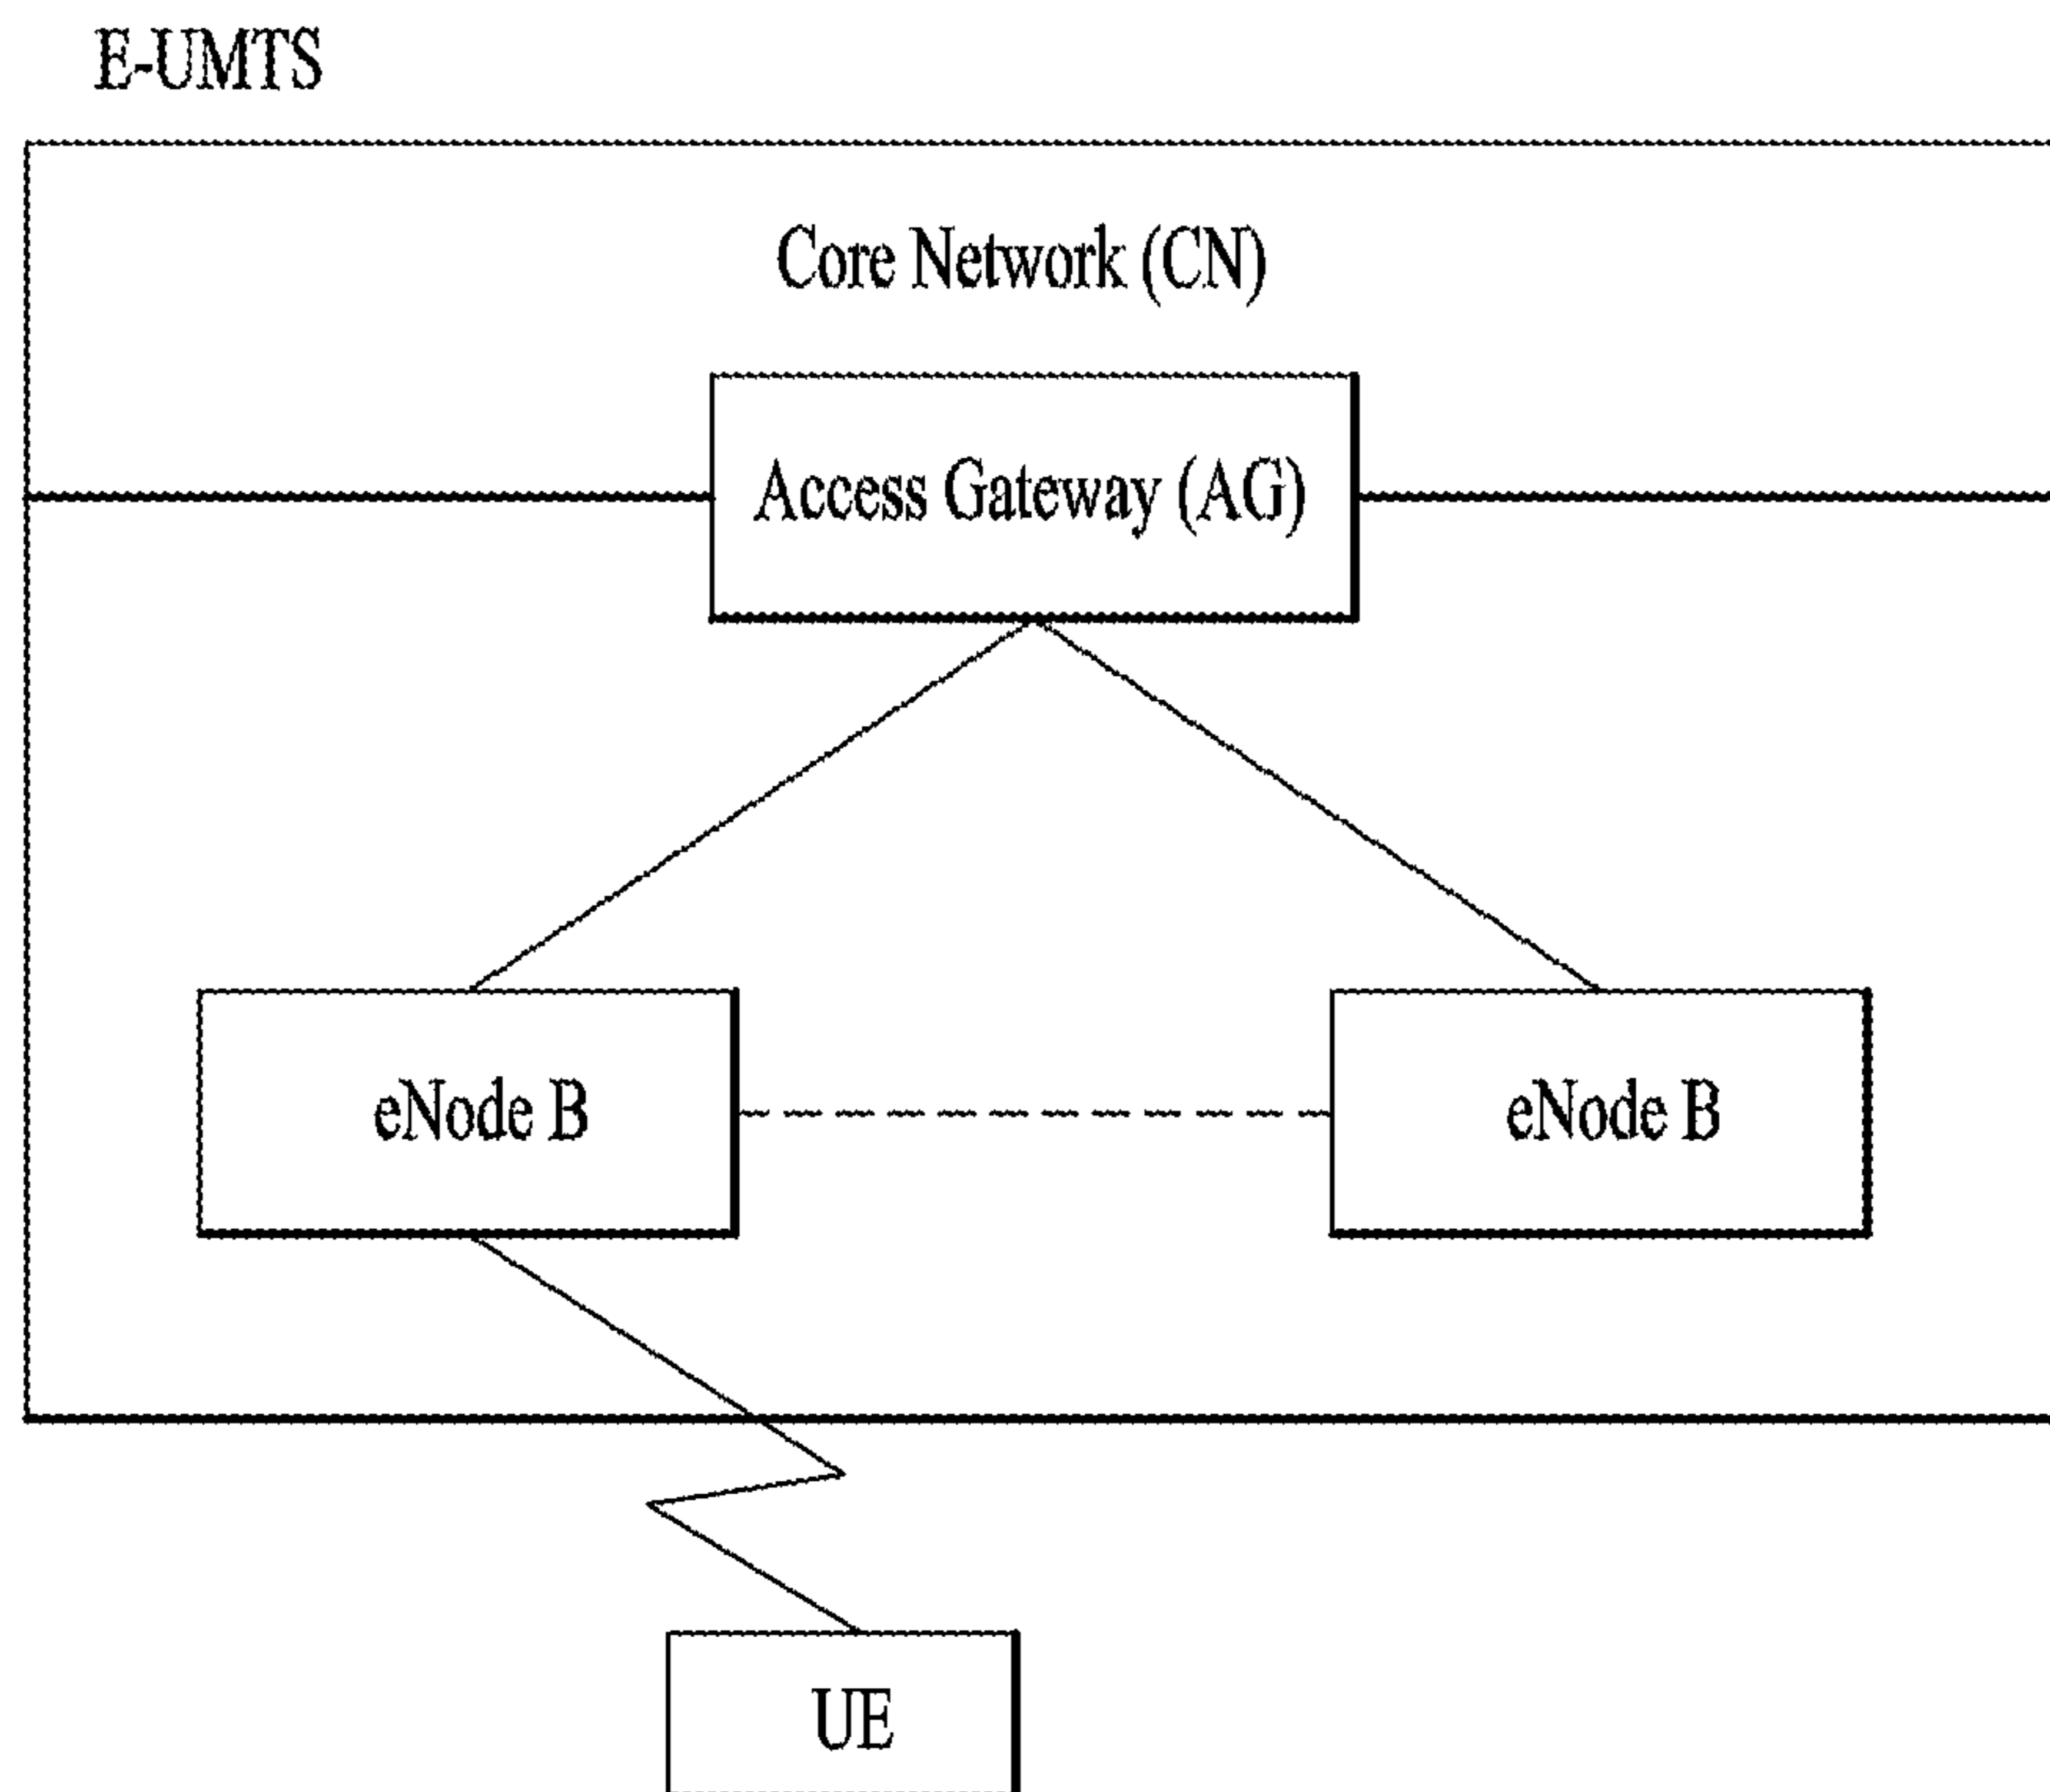 E-UMTS
Core Network (CN)
Access Gateway (AG)
eNode B
eNode B
UE